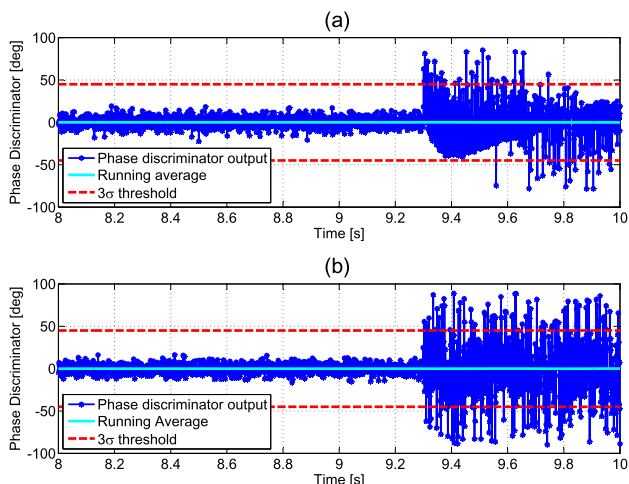 (a)
Phase Discriminator [deg]
100
50
0
-50
-100
Phase discriminator output
Running average
3σ threshold
8 8.2 8.4 8.6 8.8 9 9.2 9.4 9.6 9.8 10
Time [s]
(b)
Phase Discriminator [deg]
100
50
0
-50
-100
Phase discriminator output
Running Average
3σ threshold
8 8.2 8.4 8.6 8.8 9 9.2 9.4 9.6 9.8 10
Time [s]